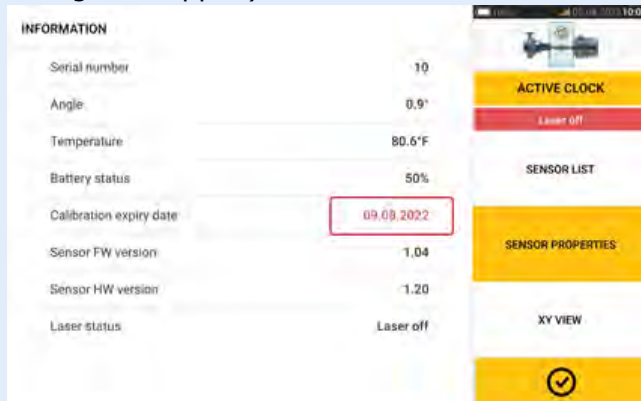 INFORMATION
Serial number 10
Angle 0.9°
Temperature 80.6°F
Battery status 50%
Calibration expiry date 09.08.2022
Sensor FW version 1.04
Sensor HW version 1.20
Laser status Laser off
10:0
ACTIVE CLOCK
Laser off
SENSOR LIST
SENSOR PROPERTIES
XY VIEW